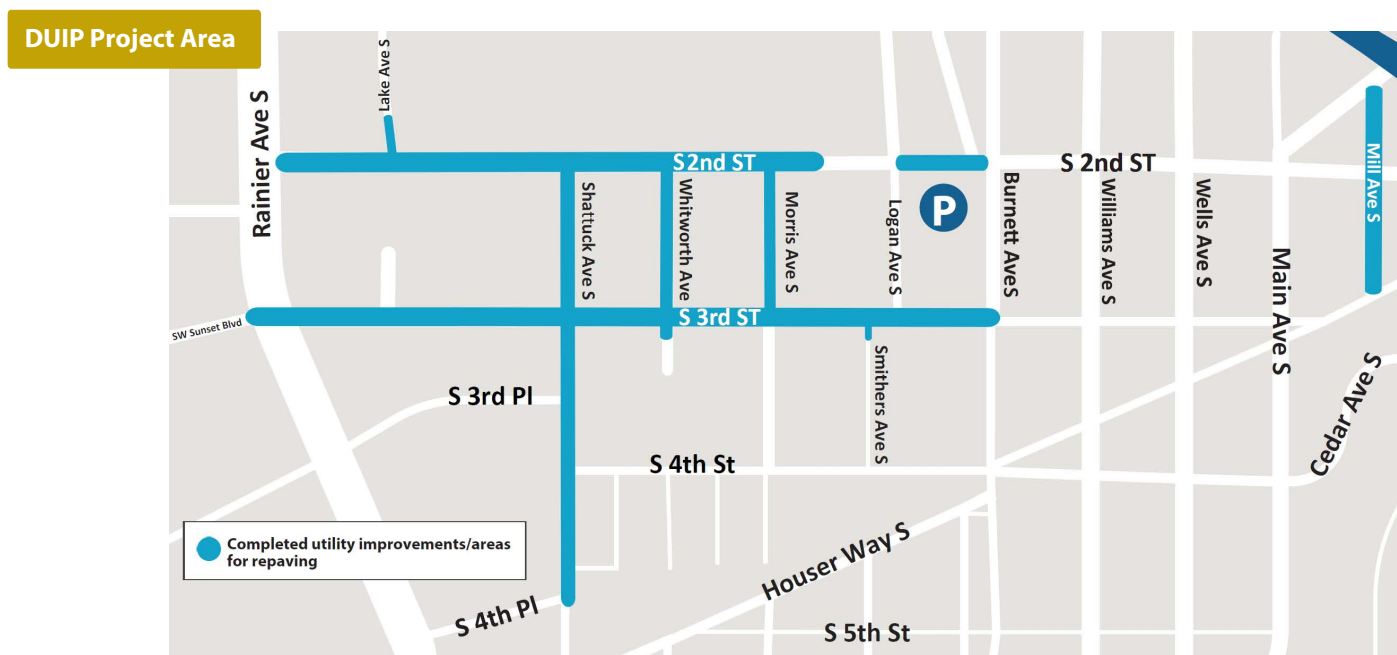 DUIP Project Area
Lake Ave S
Rainier Ave S
S 2nd ST
S 2nd ST
Mill Ave S
Shattuck Ave S
Whitworth Ave
Morris Ave S
Logan Ave S
P
Burnett AveS
Williams Ave S
Wells Ave S
Main Ave S
SW Sunset Blvd
S 3rd ST
Smithers Ave S
Cedar Ave S
S 3rd Pl
S 4th St
Completed utility improvements/areas
for repaving
Houser Way S
S 4th Pl
S 5th St